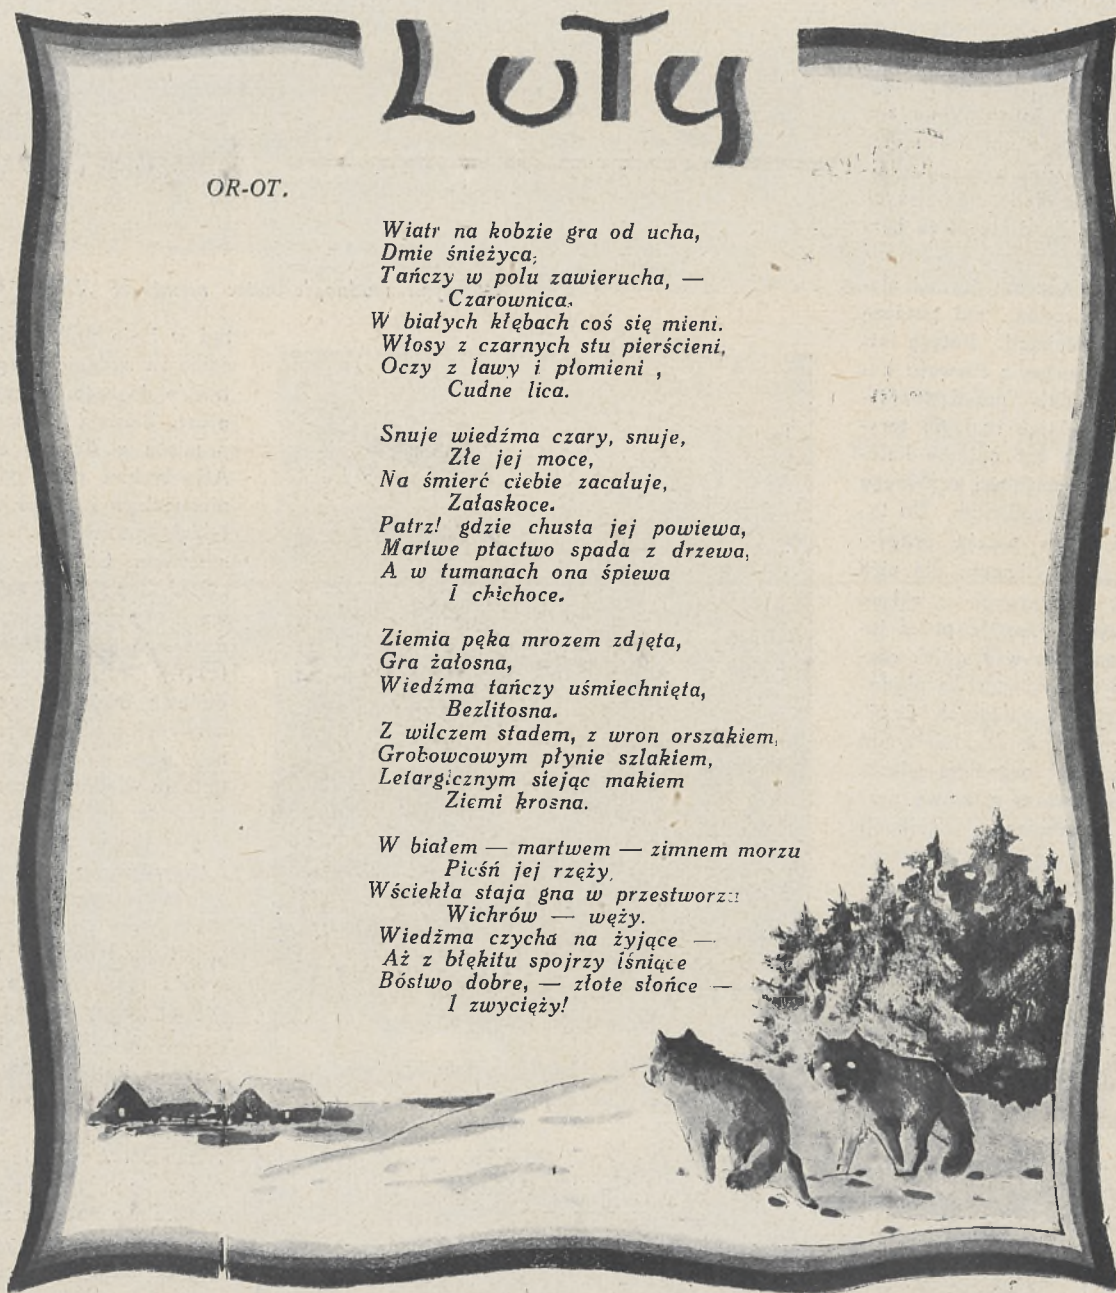 Luty
OR-OT.
Wiatr na kobzie gra od ucha,
Dmie śnieżyca,
Tańczy w polu zawierucha, —
Czarownica,
W białych kłębach coś się mieni.
Włosy z czarnych stu pierścieni,
Oczy z lawy i płomieni ,
Cudne lica.
Snuje wiedźma czary, snuje,
Złe jej moce,
Na śmierć ciebie zacałuje,
Załaskoce.
Patrz! gdzie chusta jej powiewa,
Martwe ptactwo spada z drzewa,
A w tumanach ona śpiewa
I chichoce.
Ziemia pęka mrozem zdjęta,
Gra żałosna,
Wiedźma tańczy uśmiechnięta,
Bezlitosna.
Z wilczem stadem, z wron orszakiem,
Grobowcowym płynie szlakiem,
Letargicznym siejąc makiem
Ziemi krosna.
W białem — martwem — zimnem morzu
Pieśń jej rzęży,
Wściekła staja gna w przestworzu
Wichrów — węży.
Wiedźma czycha na żyjące —
Aż z błękitu spojrzy lśniące
Bóstwo dobre, — złote słońce —
I zwycięży!